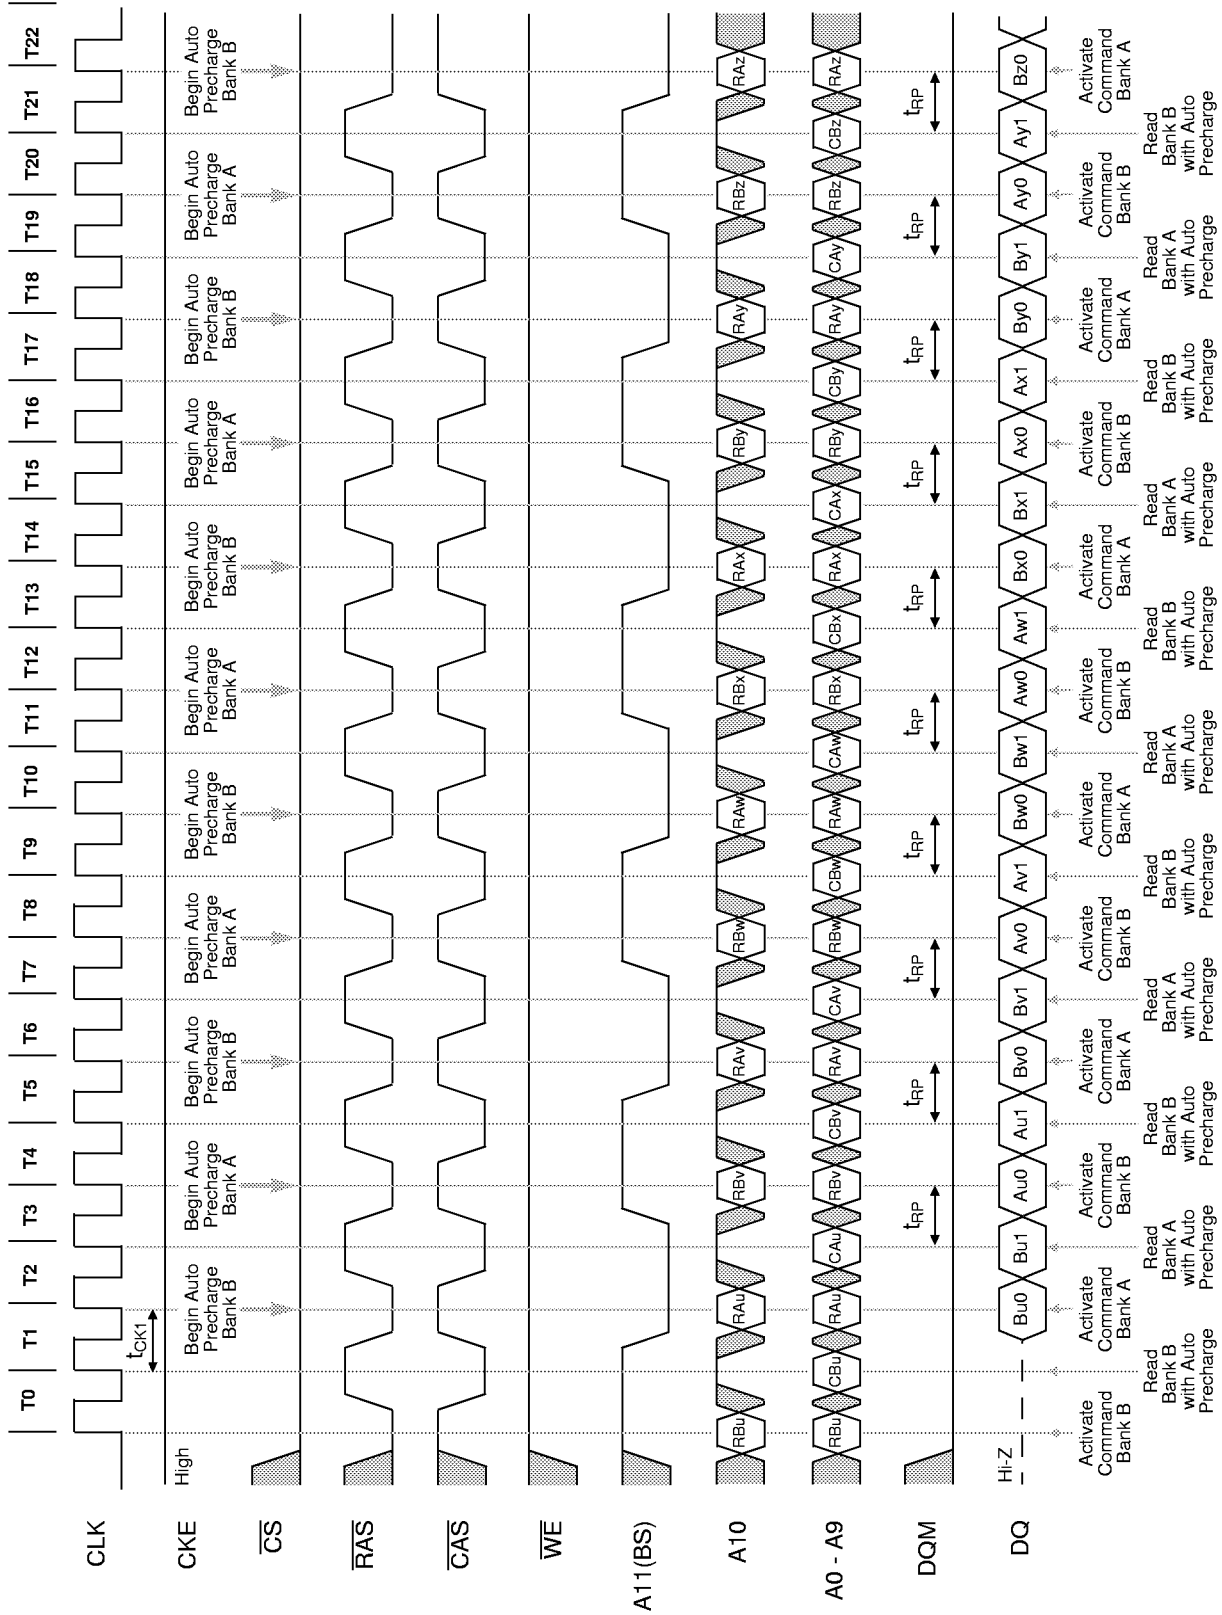 T0 T1 T2 T3 T4 T5 T6 T7 T8 T9 T10 T11 T12 T13 T14 T15 T16 T17 T18 T19 T20 T21 T22
CLK
tCK1
CKE High
Begin Auto Begin Auto Begin Auto Begin Auto Begin Auto Begin Auto Begin Auto Begin Auto Begin Auto Begin Auto Begin Auto
Precharge Precharge Precharge Precharge Precharge Precharge Precharge Precharge Precharge Precharge Precharge
Bank B Bank A Bank B Bank A Bank B Bank A Bank B Bank A Bank B Bank A Bank B
CS
RAS
CAS
WE
A11(BS)
A10 RBu RAu RBv RAv RBw RAw RBx RAx RBy RAy RBz RAz
A0 - A9 RBu CBu RAu CAu RBv CBv RAv CAv RBw CBw RAw CAw RBx CBx RAx CAx RBy CBy RAy CAy RBz CBz RAz
tRP tRP tRP tRP tRP tRP tRP tRP tRP tRP
DQM
DQ Hi-Z Bu0 Bu1 Au0 Au1 Bv0 Bv1 Av0 Av1 Bw0 Bw1 Aw0 Aw1 Bx0 Bx1 Ax0 Ax1 By0 By1 Ay0 Ay1 Bz0
Activate Activate Activate Activate Activate Activate Activate Activate Activate Activate Activate Activate
Command Command Command Command Command Command Command Command Command Command Command Command
Bank B Bank A Bank B Bank A Bank B Bank A Bank B Bank A Bank B Bank A Bank B Bank A
Read Read Read Read Read Read Read Read Read Read Read
Bank B Bank A Bank B Bank A Bank B Bank A Bank B Bank A Bank B Bank A Bank B
with Auto with Auto with Auto with Auto with Auto with Auto with Auto with Auto with Auto with Auto with Auto
Precharge Precharge Precharge Precharge Precharge Precharge Precharge Precharge Precharge Precharge Precharge